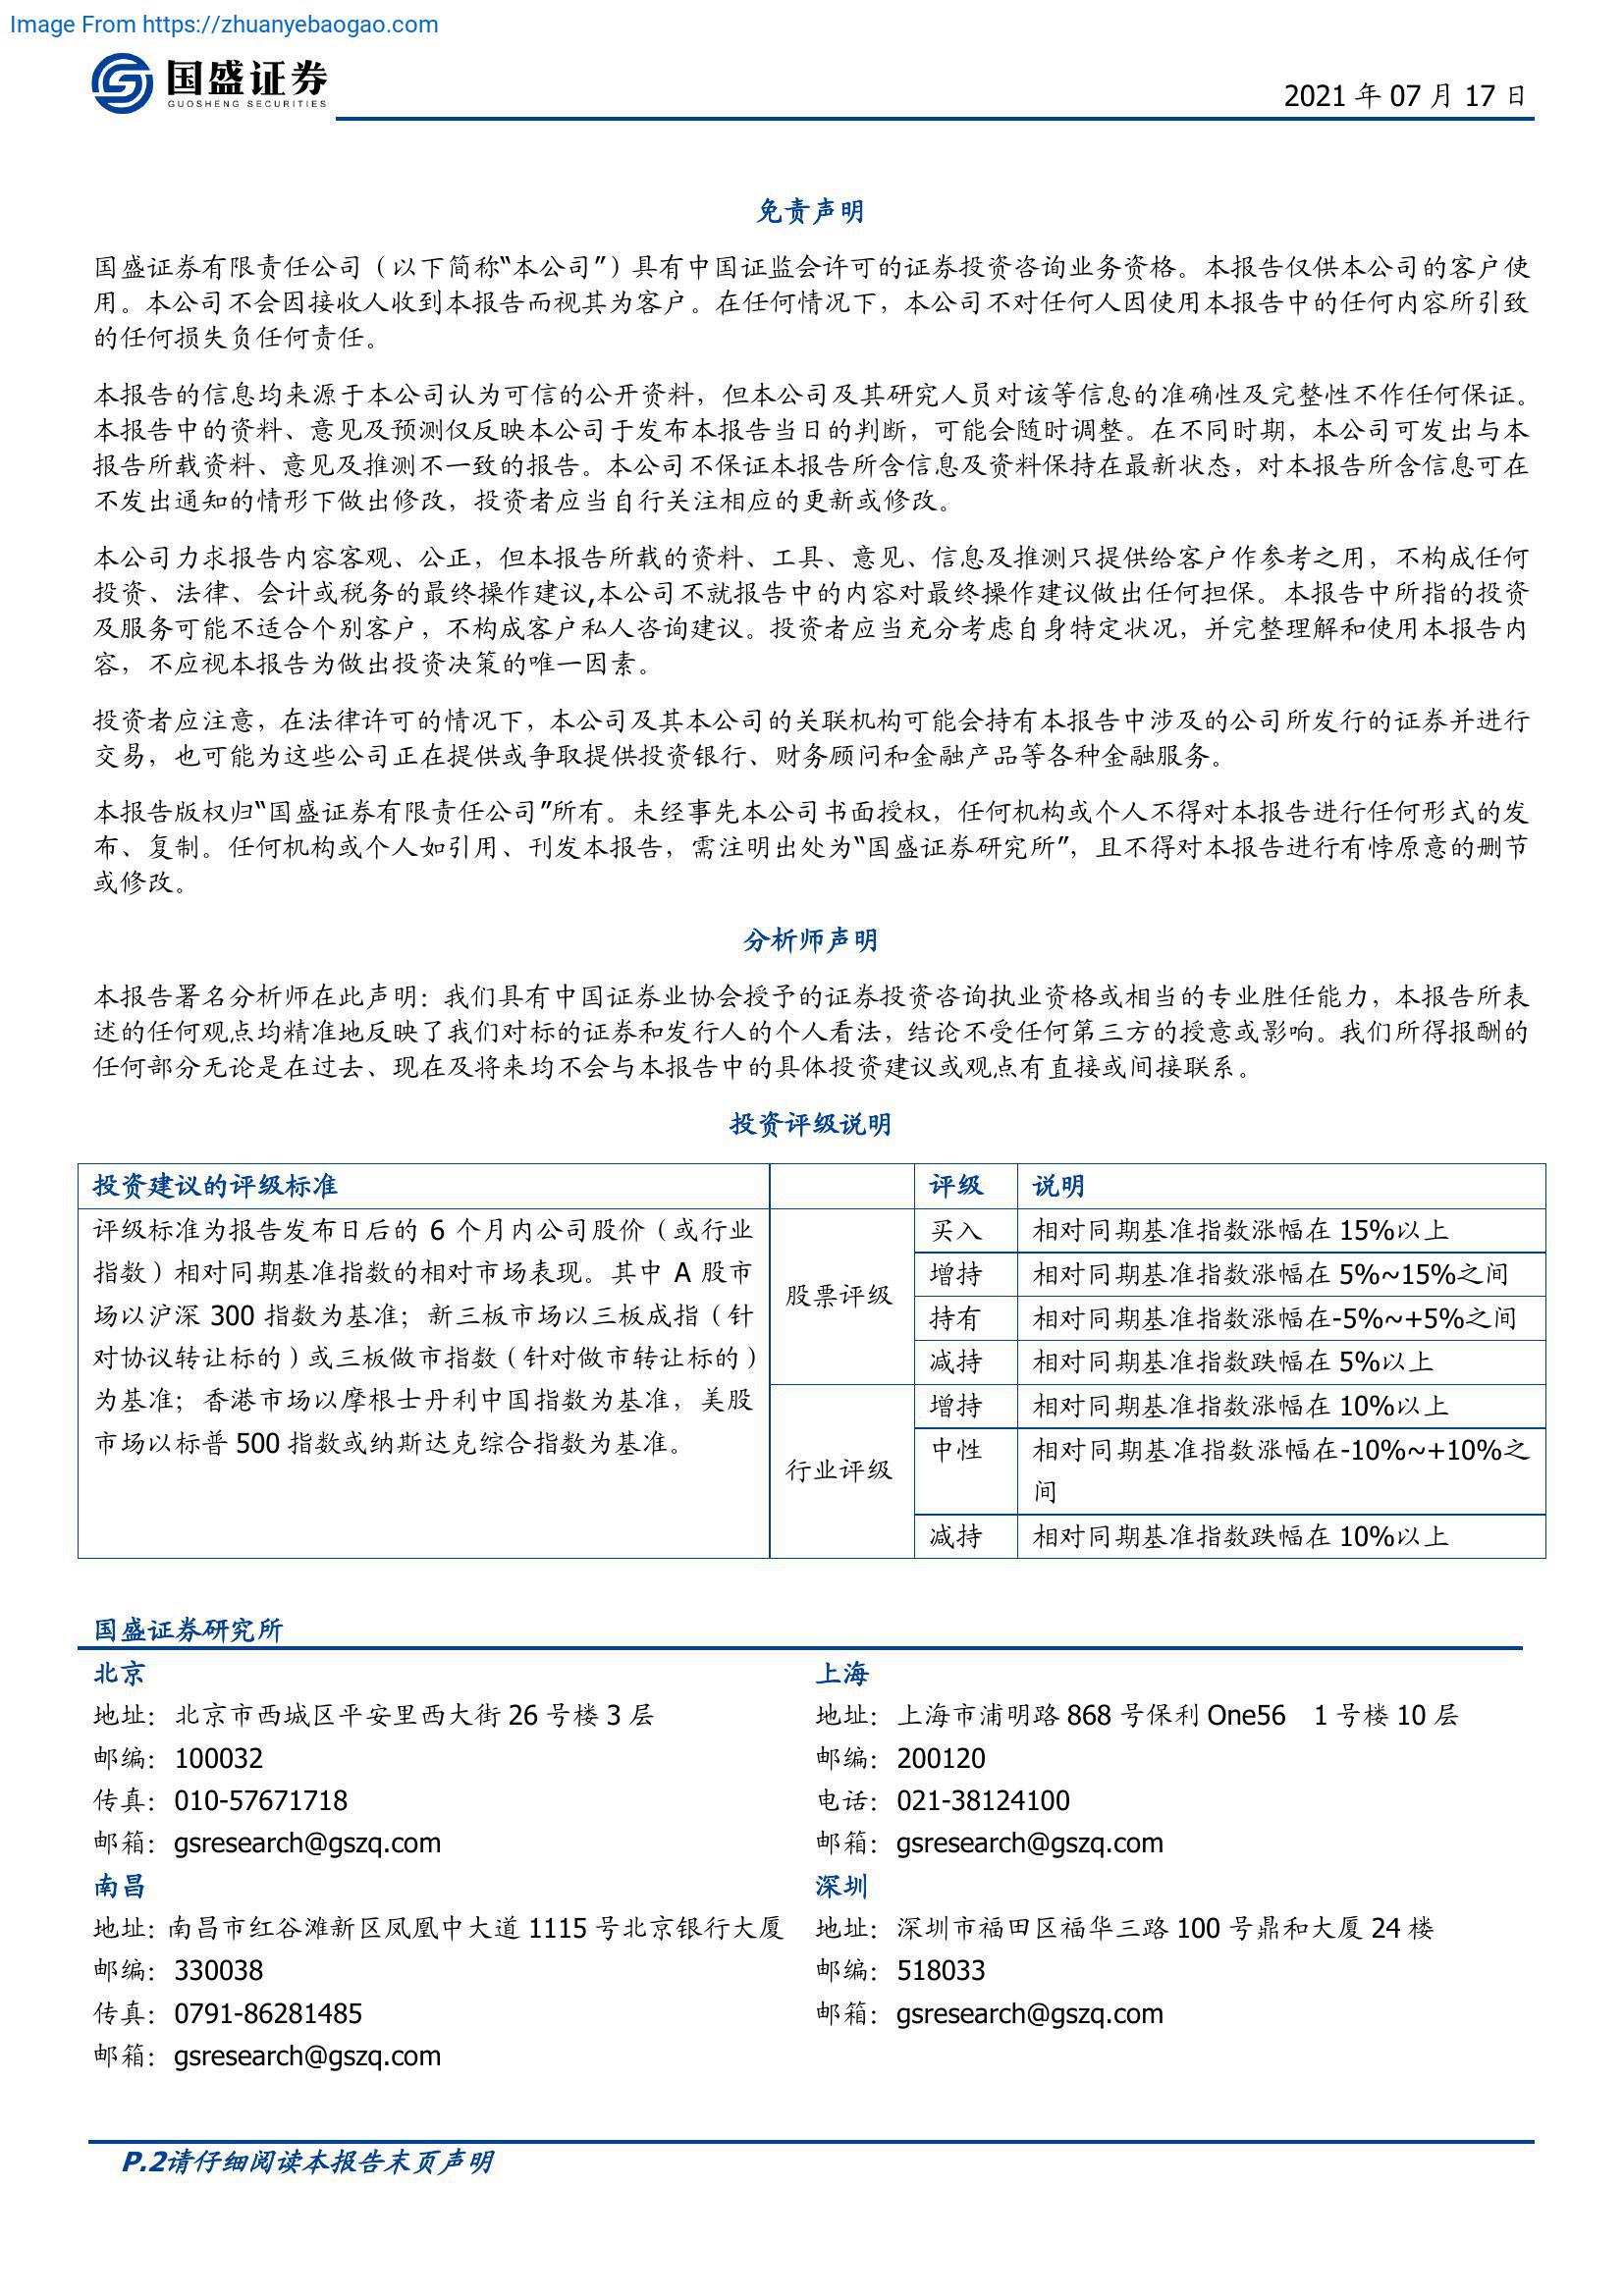 Image From https://zhuanyebaogao.com
国盛证券
GUOSHENG SECURITIES
2021 年 07 月 17 日
免责声明
国盛证券有限责任公司（以下简称“本公司”）具有中国证监会许可的证券投资咨询业务资格。本报告仅供本公司的客户使
用。本公司不会因接收人收到本报告而视其为客户。在任何情况下，本公司不对任何人因使用本报告中的任何内容所引致
的任何损失负任何责任。
本报告的信息均来源于本公司认为可信的公开资料，但本公司及其研究人员对该等信息的准确性及完整性不作任何保证。
本报告中的资料、意见及预测仅反映本公司于发布本报告当日的判断，可能会随时调整。在不同时期，本公司可发出与本
报告所载资料、意见及推测不一致的报告。本公司不保证本报告所含信息及资料保持在最新状态，对本报告所含信息可在
不发出通知的情形下做出修改，投资者应当自行关注相应的更新或修改。
本公司力求报告内容客观、公正，但本报告所载的资料、工具、意见、信息及推测只提供给客户作参考之用，不构成任何
投资、法律、会计或税务的最终操作建议,本公司不就报告中的内容对最终操作建议做出任何担保。本报告中所指的投资
及服务可能不适合个别客户，不构成客户私人咨询建议。投资者应当充分考虑自身特定状况，并完整理解和使用本报告内
容，不应视本报告为做出投资决策的唯一因素。
投资者应注意，在法律许可的情况下，本公司及其本公司的关联机构可能会持有本报告中涉及的公司所发行的证券并进行
交易，也可能为这些公司正在提供或争取提供投资银行、财务顾问和金融产品等各种金融服务。
本报告版权归“国盛证券有限责任公司”所有。未经事先本公司书面授权，任何机构或个人不得对本报告进行任何形式的发
布、复制。任何机构或个人如引用、刊发本报告，需注明出处为“国盛证券研究所”，且不得对本报告进行有悖原意的删节
或修改。
分析师声明
本报告署名分析师在此声明：我们具有中国证券业协会授予的证券投资咨询执业资格或相当的专业胜任能力，本报告所表
述的任何观点均精准地反映了我们对标的证券和发行人的个人看法，结论不受任何第三方的授意或影响。我们所得报酬的
任何部分无论是在过去、现在及将来均不会与本报告中的具体投资建议或观点有直接或间接联系。
投资评级说明
投资建议的评级标准 评级 说明
评级标准为报告发布日后的 6 个月内公司股价（或行业
指数）相对同期基准指数的相对市场表现。其中 A 股市
场以沪深 300 指数为基准；新三板市场以三板成指（针
对协议转让标的）或三板做市指数（针对做市转让标的）
为基准；香港市场以摩根士丹利中国指数为基准，美股
市场以标普 500 指数或纳斯达克综合指数为基准。
股票评级
买入 相对同期基准指数涨幅在 15%以上
增持 相对同期基准指数涨幅在 5%~15%之间
持有 相对同期基准指数涨幅在-5%~+5%之间
减持 相对同期基准指数跌幅在 5%以上
行业评级
增持 相对同期基准指数涨幅在 10%以上
中性 相对同期基准指数涨幅在-10%~+10%之
间
减持 相对同期基准指数跌幅在 10%以上
国盛证券研究所
北京
地址：北京市西城区平安里西大街 26 号楼 3 层
邮编：100032
传真：010-57671718
邮箱：gsresearch@gszq.com
上海
地址：上海市浦明路 868 号保利 One56 1 号楼 10 层
邮编：200120
电话：021-38124100
邮箱：gsresearch@gszq.com
南昌
地址：南昌市红谷滩新区凤凰中大道 1115 号北京银行大厦
邮编：330038
传真：0791-86281485
邮箱：gsresearch@gszq.com
深圳
地址：深圳市福田区福华三路 100 号鼎和大厦 24 楼
邮编：518033
邮箱：gsresearch@gszq.com
P.2请仔细阅读本报告末页声明